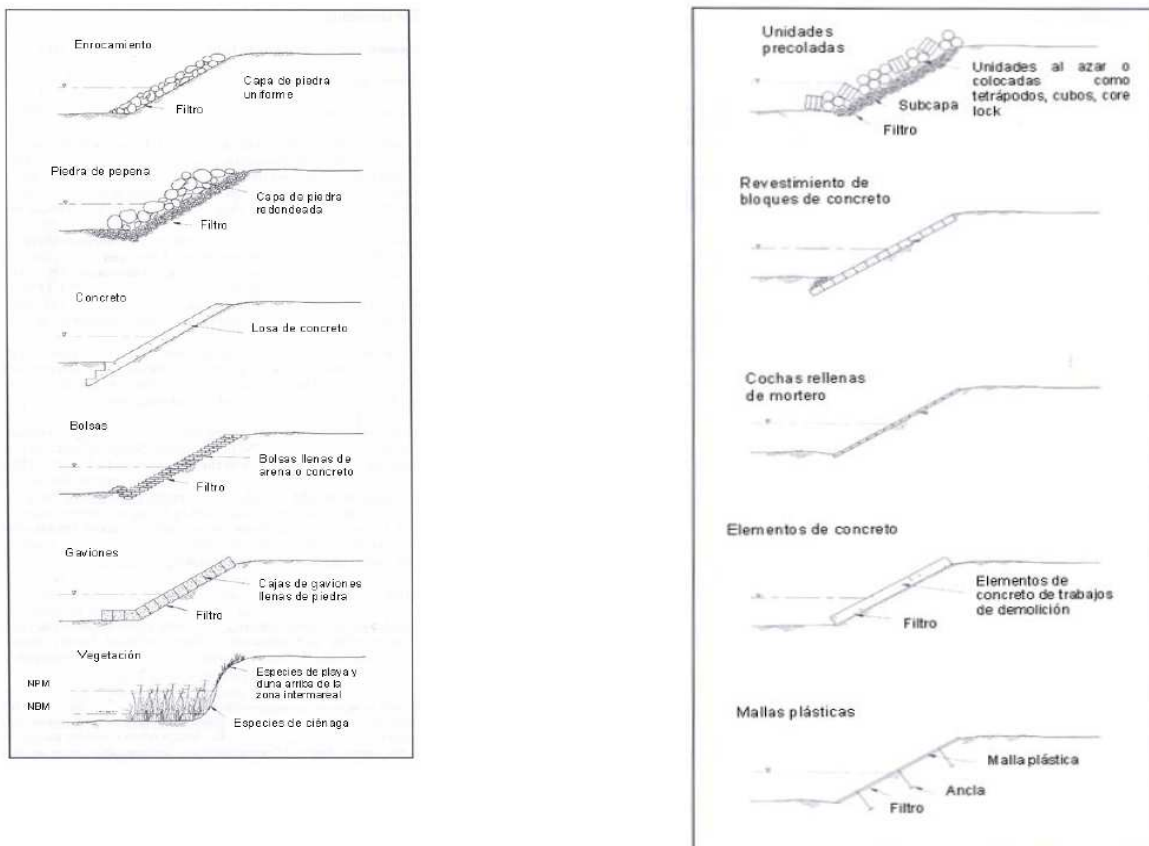 Enrocamiento
Capa de piedra
uniforme
Filtro
Piedra de pepena
Capa de piedra
redondeada
Filtro
Concreto
Losa de concreto
Bolsas
Bolsas llenas de
arena o concreto
Filtro
Gaviones
Cajas de gaviones
llenas de piedra
Filtro
Vegetación
NPM
NBM
Especies de playa y
duna arriba de la
zona intermareal
Especies de ciénaga
Unidades
precoladas
Unidades al azar o
colocadas como
tetrápodos, cubos, core
lock
Subcapa
Filtro
Revestimiento de
bloques de concreto
Cochas rellenas
de mortero
Elementos de concreto
Elementos de
concreto de trabajos
de demolición
Filtro
Mallas plásticas
Malla plástica
Ancla
Filtro